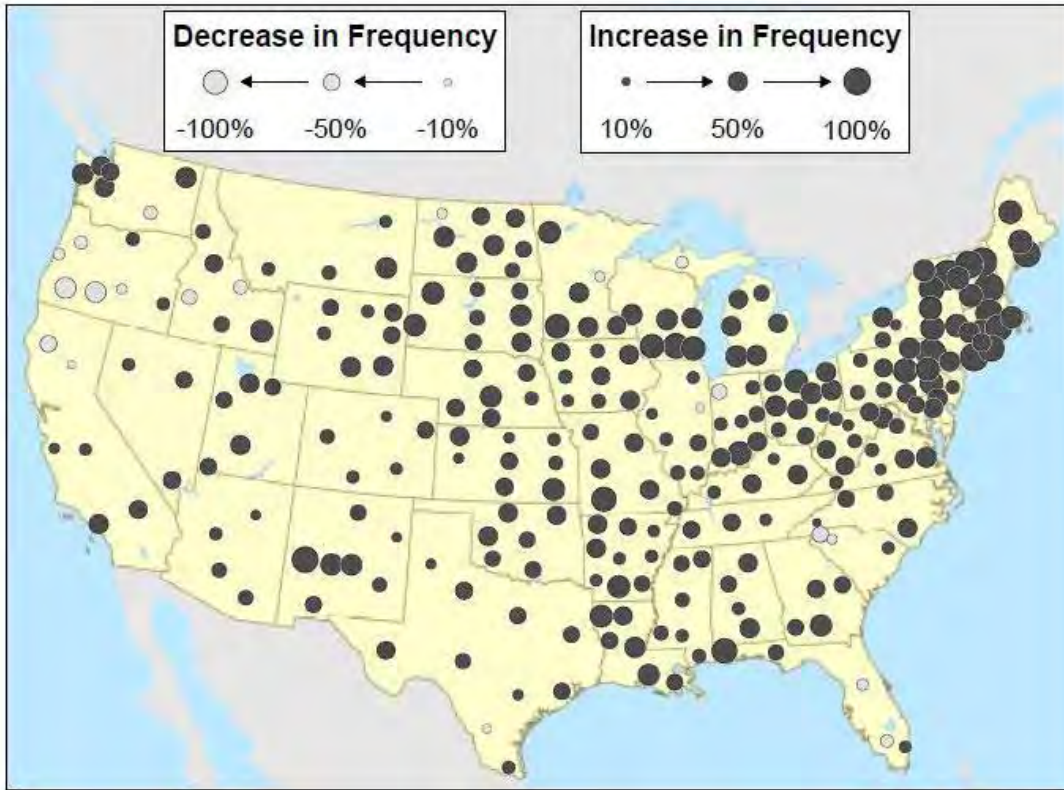 Decrease in Frequency
-100% -50% -10%
Increase in Frequency
10% 50% 100%